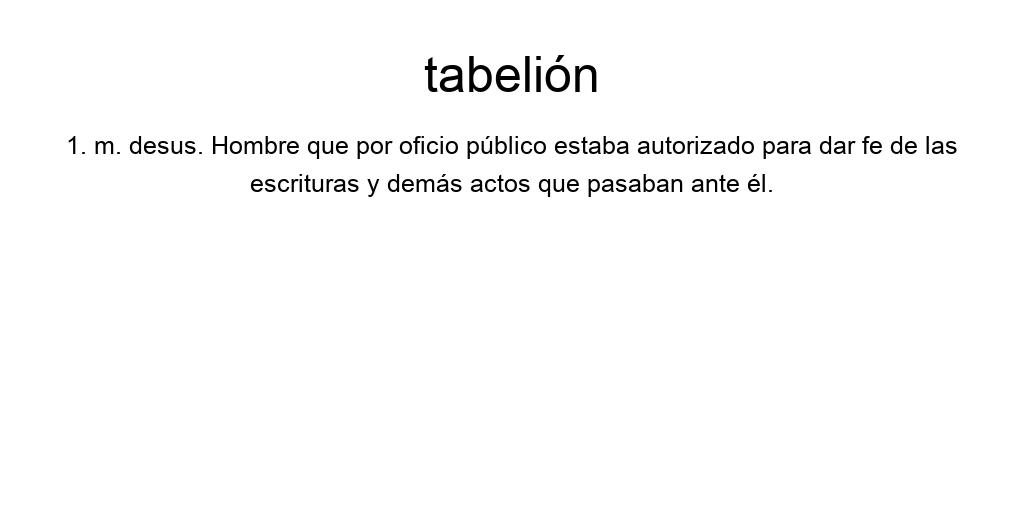 tabelión
1. m. desus. Hombre que por oficio público estaba autorizado para dar fe de las
escrituras y demás actos que pasaban ante él.